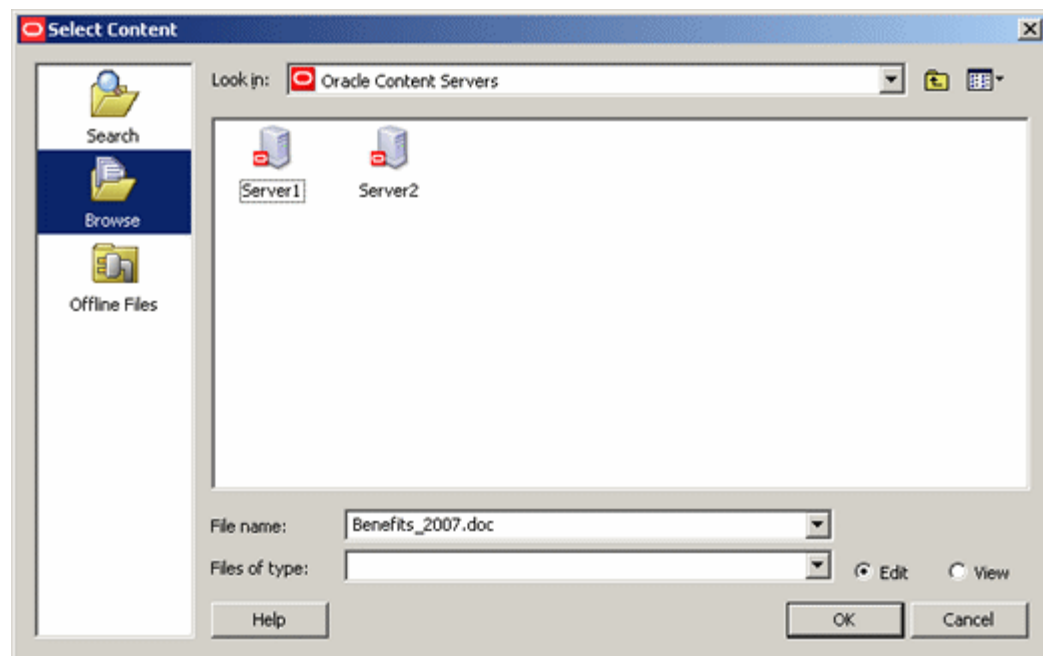 Select Content
Look in: Oracle Content Servers
Search
Browse
Offline Files
Server1 Server2
File name: Benefits_2007.doc
Files of type:
Edit View
Help OK Cancel